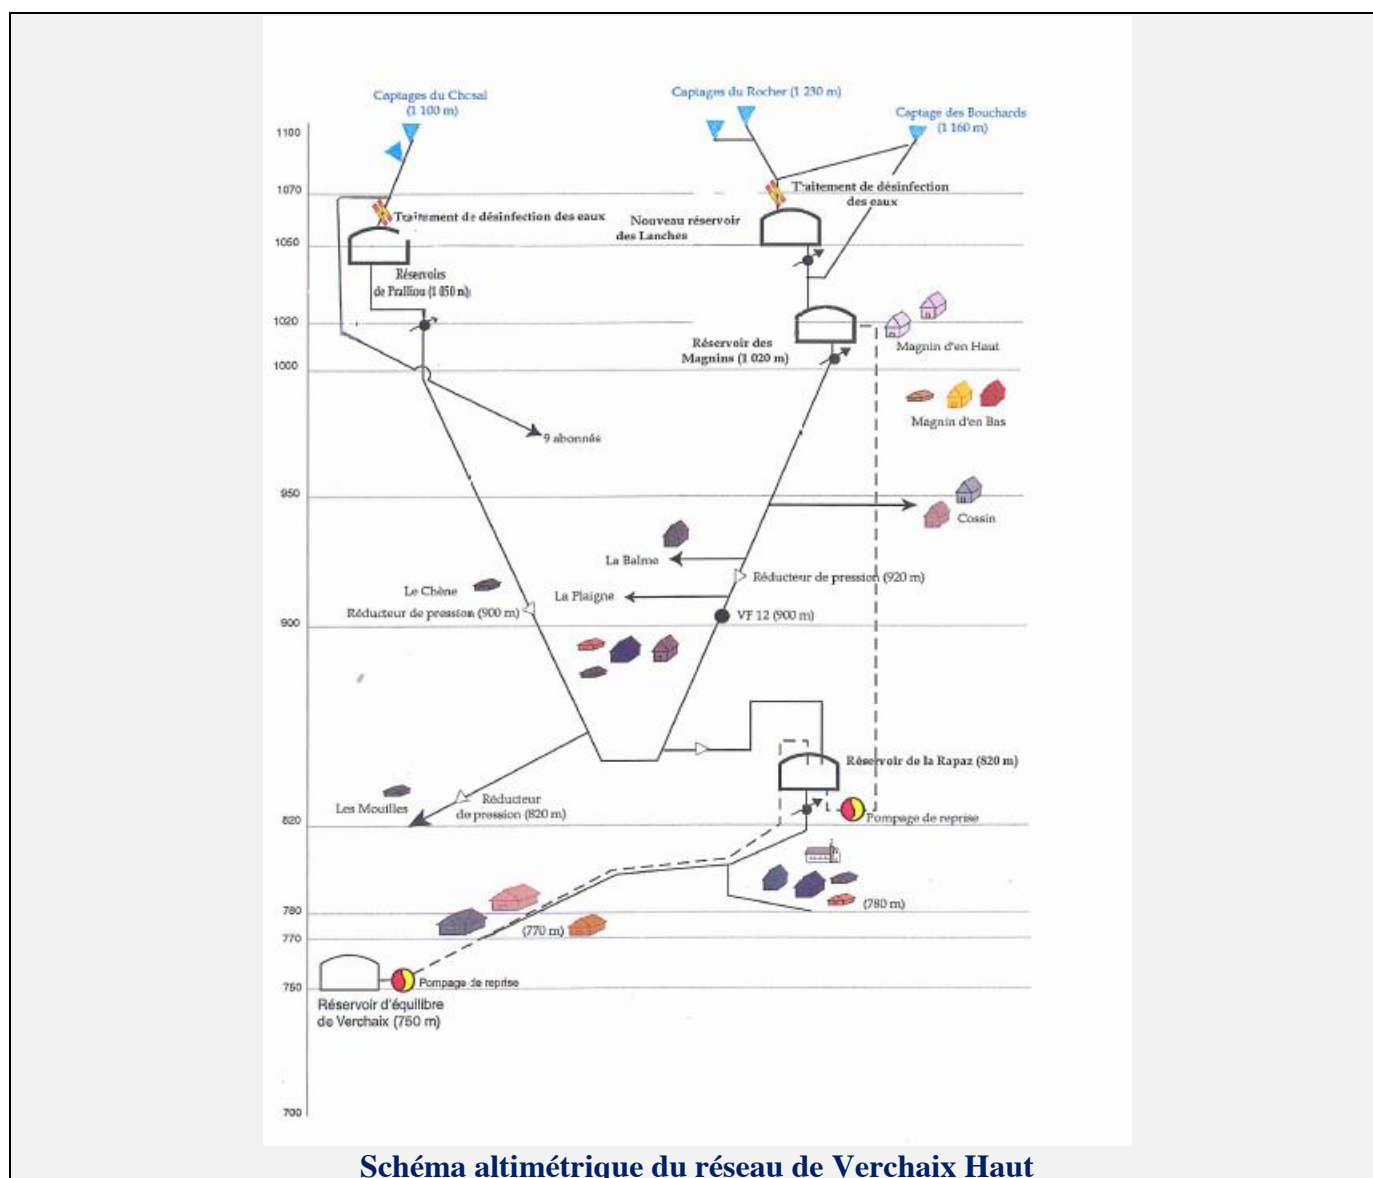 Captages du Chosal
(1 100 m)
Captages du Rocher (1 230 m)
Captage des Bouchards
(1 160 m)
1100
1070
Traitement de désinfection
des eaux
Traitement de désinfection des eaux
Nouveau réservoir
des Lanches
1050
Réservoirs
de Pralliou (1 050 m)
1020
Réservoir des
Magnins (1 020 m)
Magnin d'en Haut
1000
Magnin d'en Bas
9 abonnés
950
Cossin
La Balme
Réducteur de pression (920 m)
Le Chêne
La Plaigne
Réducteur de pression (900 m)
VF 12 (900 m)
900
Réservoir de la Rapaz (820 m)
Les Mouilles
Réducteur
de pression (820 m)
Pompage de reprise
820
(780 m)
780
(770 m)
770
Pompage de reprise
750
Réservoir d'équilibre
de Verchaix (750 m)
700
Schéma altimétrique du réseau de Verchaix Haut